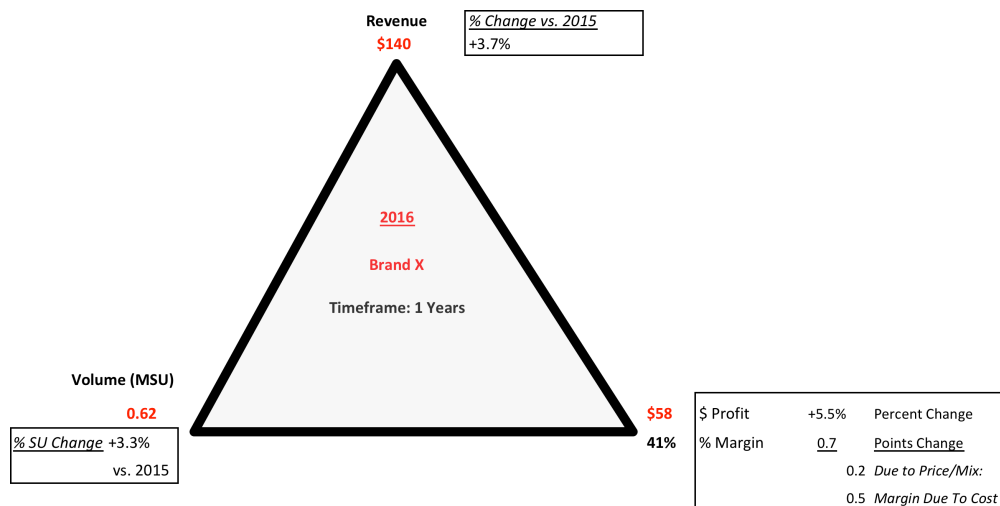 Revenue
$140
% Change vs. 2015
+3.7%
2016
Brand X
Timeframe: 1 Years
Volume (MSU)
0.62
% SU Change +3.3%
vs. 2015
$58
41%
$ Profit +5.5% Percent Change
% Margin 0.7 Points Change
0.2 Due to Price/Mix:
0.5 Margin Due To Cost